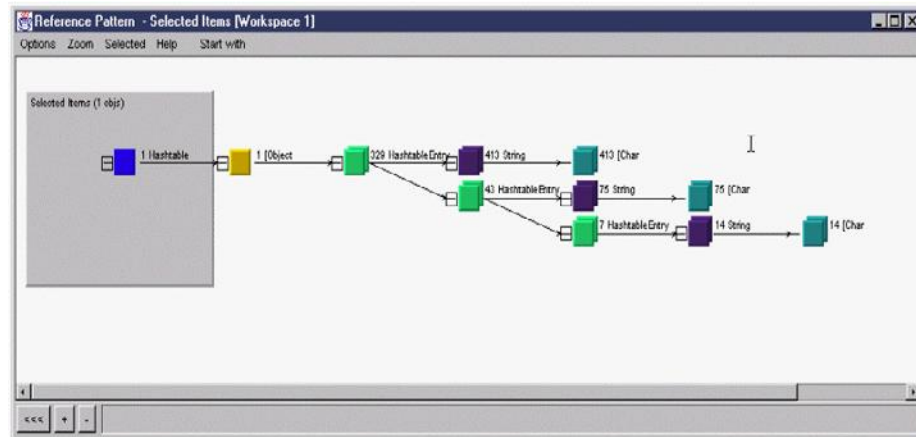 Reference Pattern - Selected Items [Workspace 1]
Options Zoom Selected Help Start with
Selected Items (1 objs)
1 Hashtable
1 [Object
329 HashtableEntry
413 String
413 [Char
43 HashtableEntry
75 String
75 [Char
7 HashtableEntry
14 String
14 [Char
<<< + -